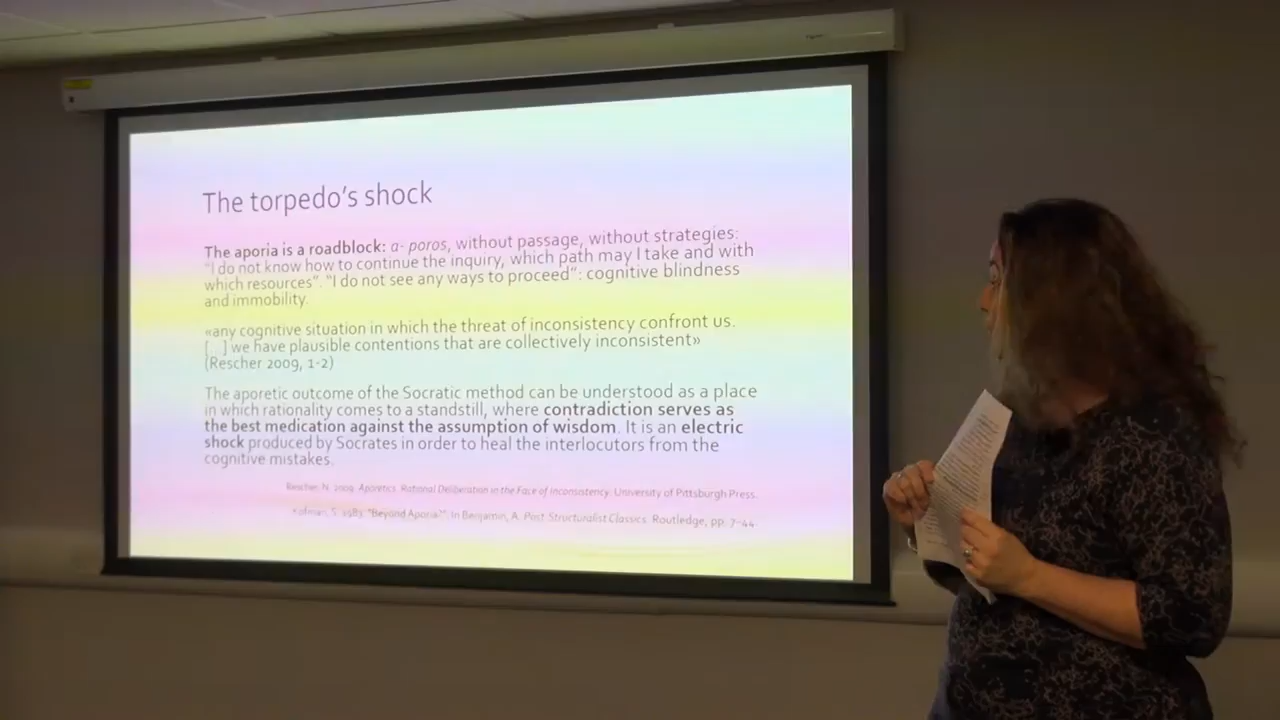 The torpedo's shock
The aporia is a roadblock: a- poros, without passage, without strategies:
"I do not know how to continue the inquiry, which path may I take and with
which resources". "I do not see any ways to proceed": cognitive blindness
and immobility.
«any cognitive situation in which the threat of inconsistency confront us.
[...] we have plausible contentions that are collectively inconsistent»
(Rescher 2009, 1-2)
The aporetic outcome of the Socratic method can be understood as a place
in which rationality comes to a standstill, where contradiction serves as
the best medication against the assumption of wisdom. It is an electric
shock produced by Socrates in order to heal the interlocutors from the
cognitive mistakes.
Rescher, N. 2009. Aporetics. Rational Deliberation in the Face of Inconsistency. University of Pittsburgh Press.
Kofman, S. 1983. "Beyond Aporia?". In Benjamin, A. Post-Structuralist Classics. Routledge, pp. 7-44.